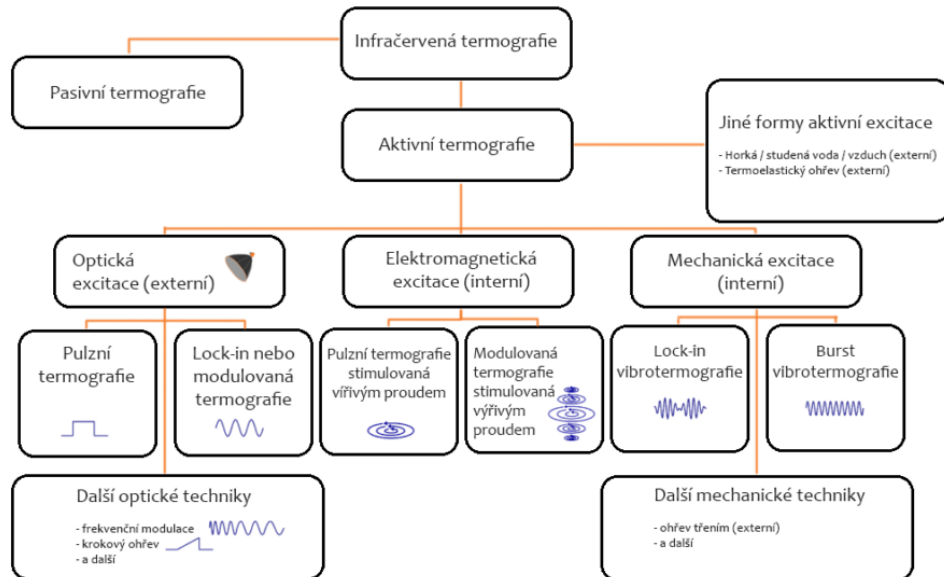 Infračervená termografie
Pasivní termografie
Aktivní termografie
Jiné formy aktivní excitace
- Horká / studená voda / vzduch (externí)
- Termoelastický ohřev (externí)
Optická
excitace (externí)
Elektromagnetická
excitace (interní)
Mechanická excitace
(interní)
Pulzní
termografie
Lock-in nebo
modulovaná
termografie
Pulzní termografie
stimulovaná
vířivým proudem
Modulovaná
termografie
stimulovaná
výřivým
proudem
Lock-in
vibrotermografie
Burst
vibrotermografie
Další optické techniky
- frekvenční modulace
- krokový ohřev
- a další
Další mechanické techniky
- ohřev třením (externí)
- a další